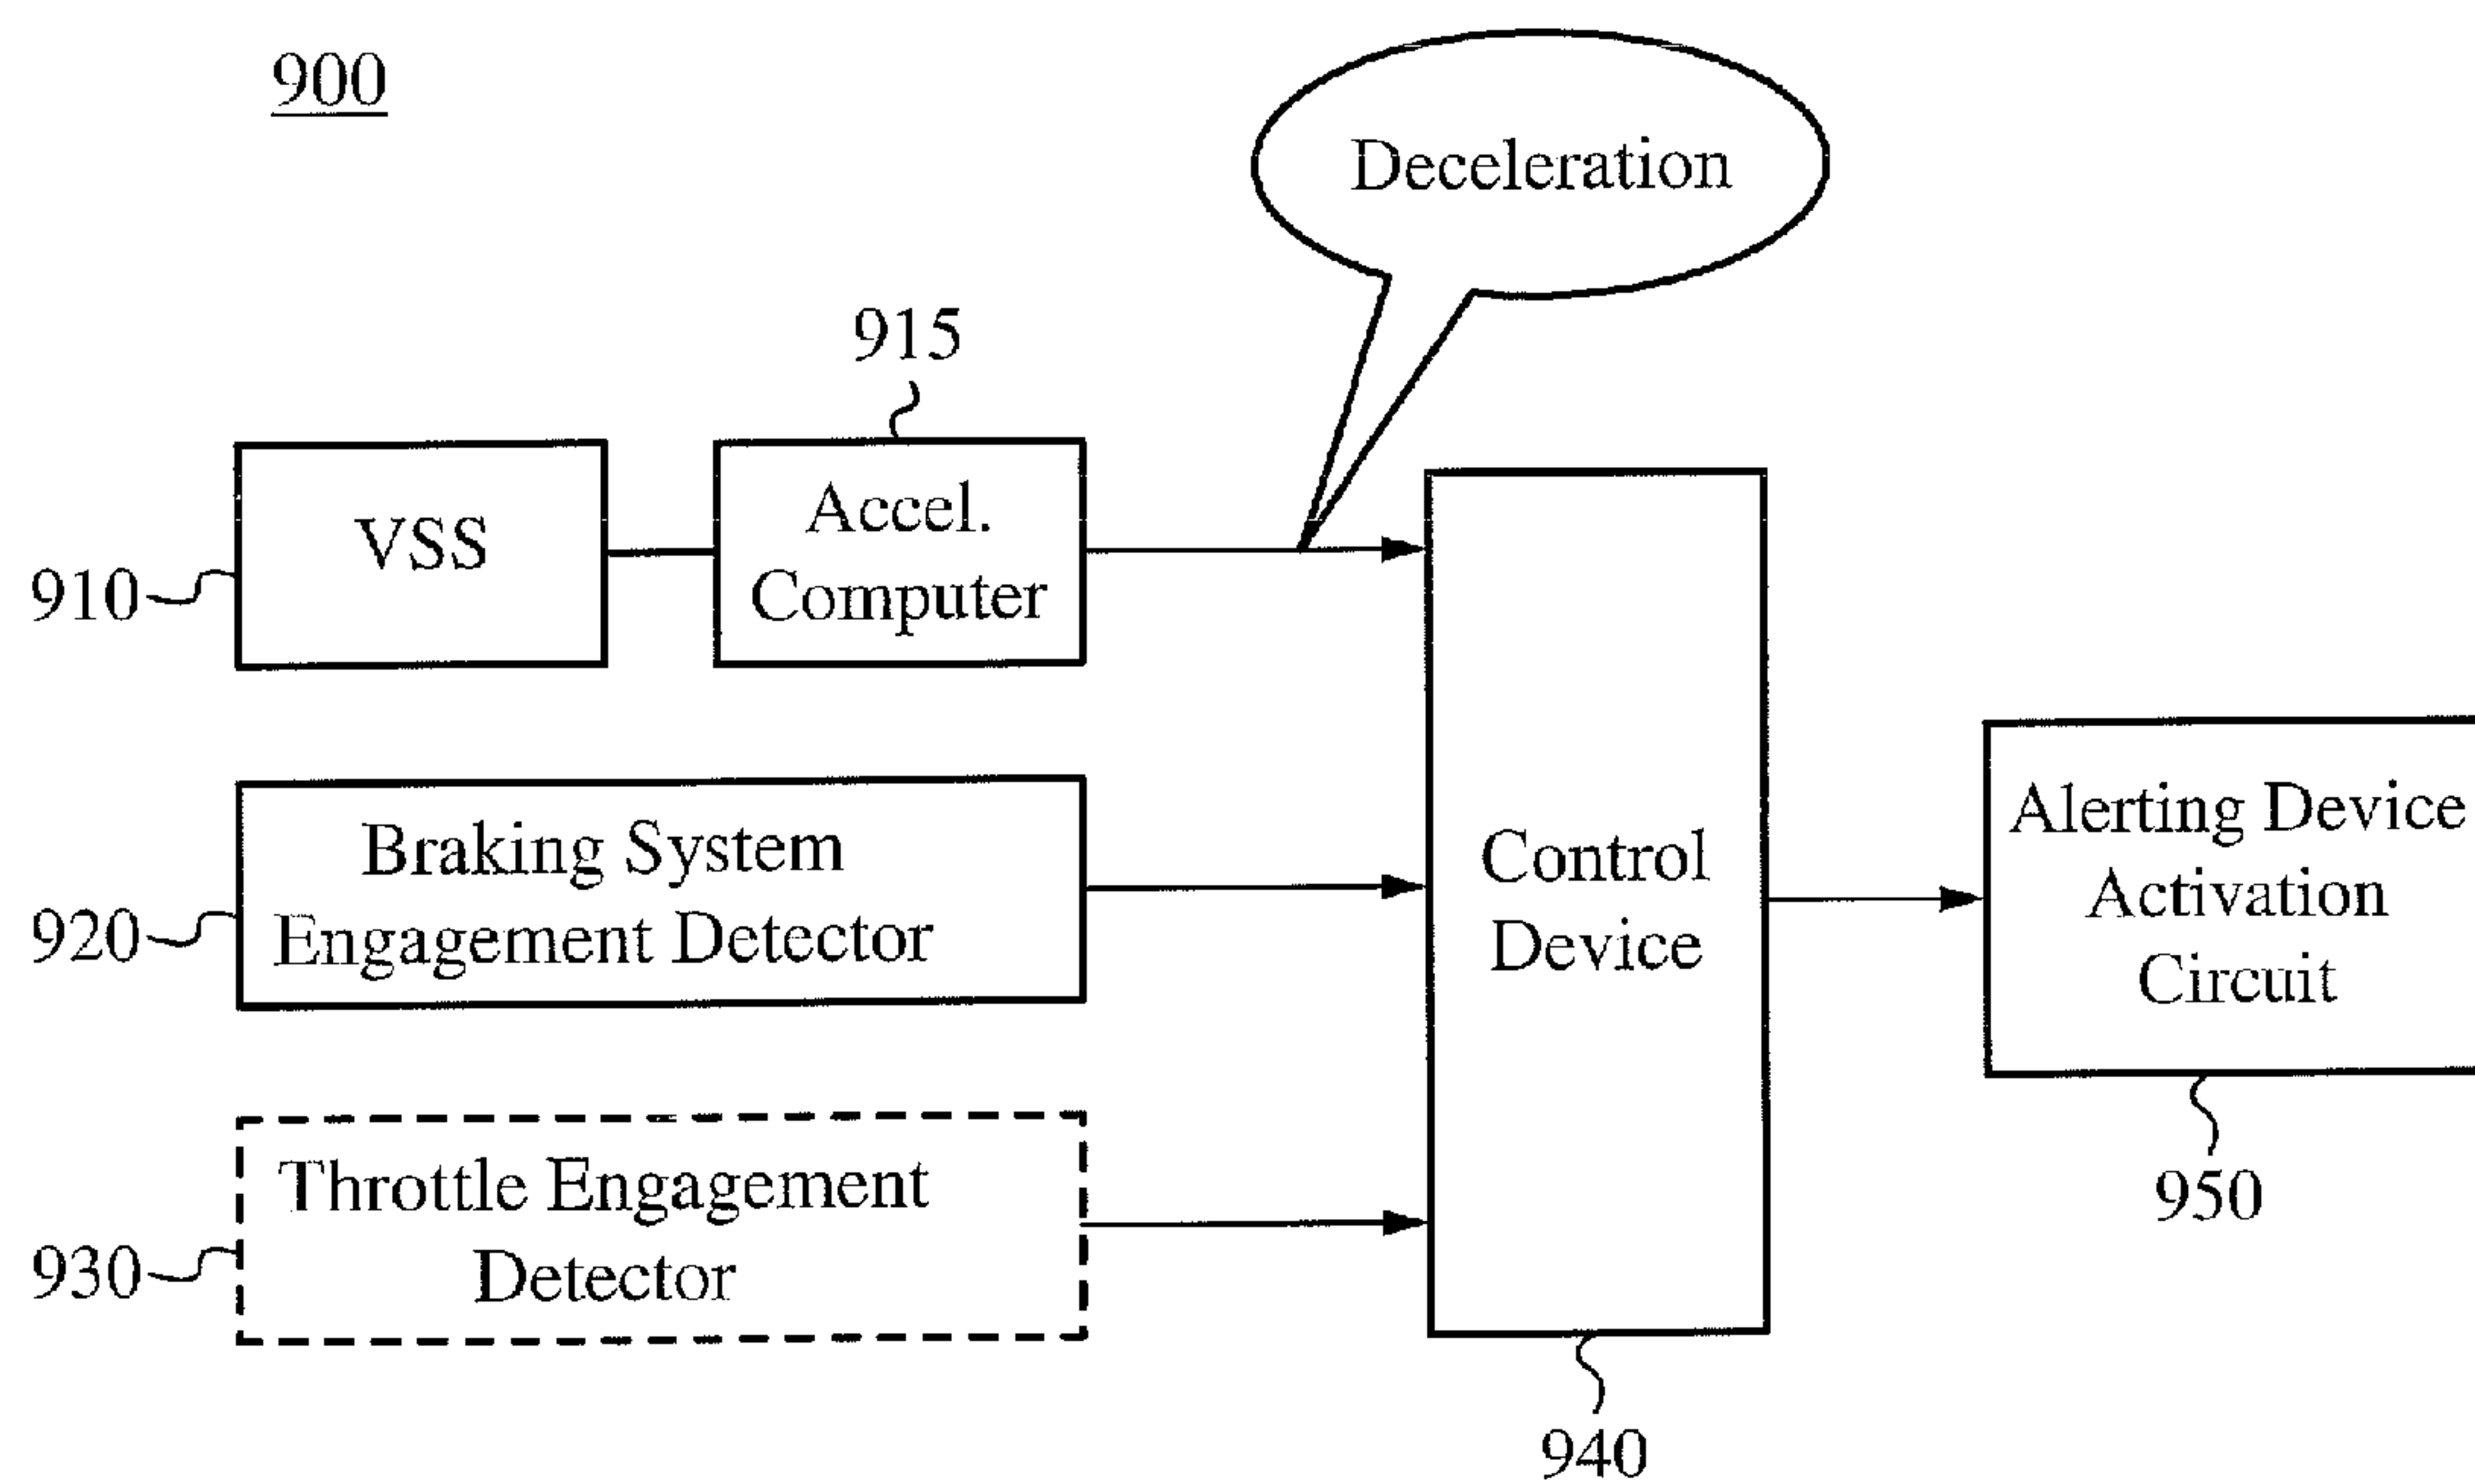 900
Deceleration
915
VSS
Accel.
Computer
910
Braking System
Engagement Detector
920
Control
Device
Alerting Device
Activation
Circuit
Throttle Engagement
Detector
930
950
940